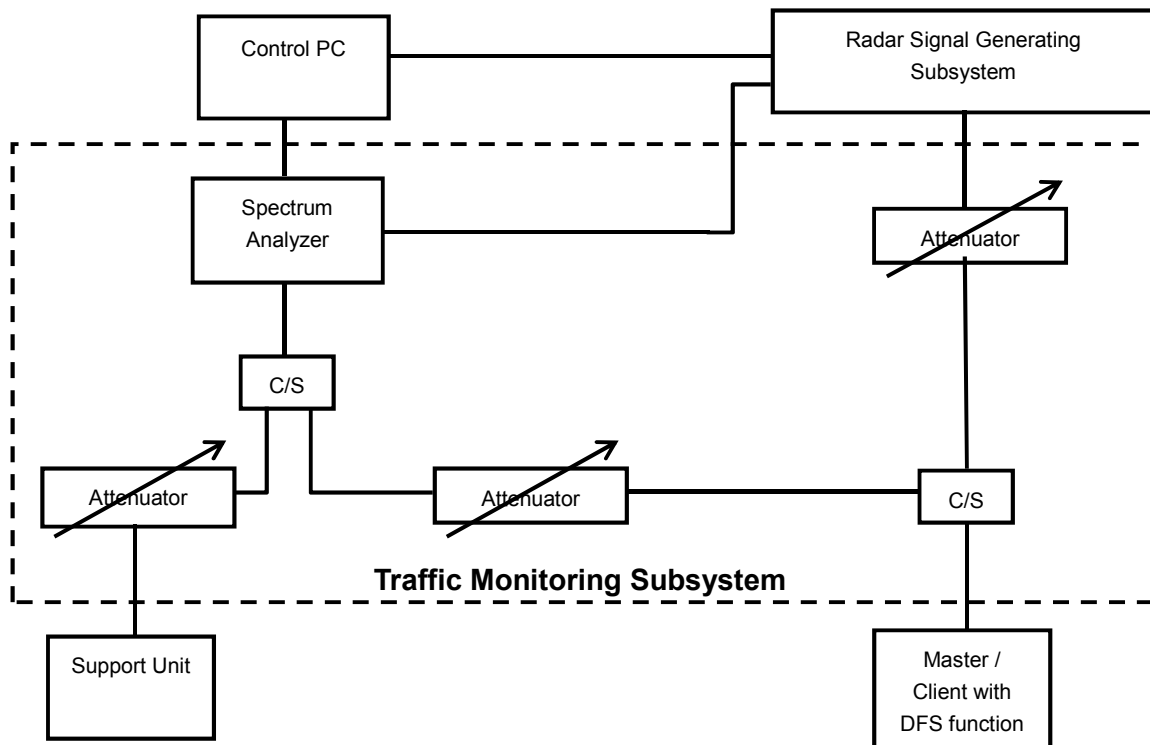 Control PC
Radar Signal Generating
Subsystem
Spectrum
Analyzer
Attenuator
C/S
Attenuator
Attenuator
C/S
Traffic Monitoring Subsystem
Support Unit
Master /
Client with
DFS function